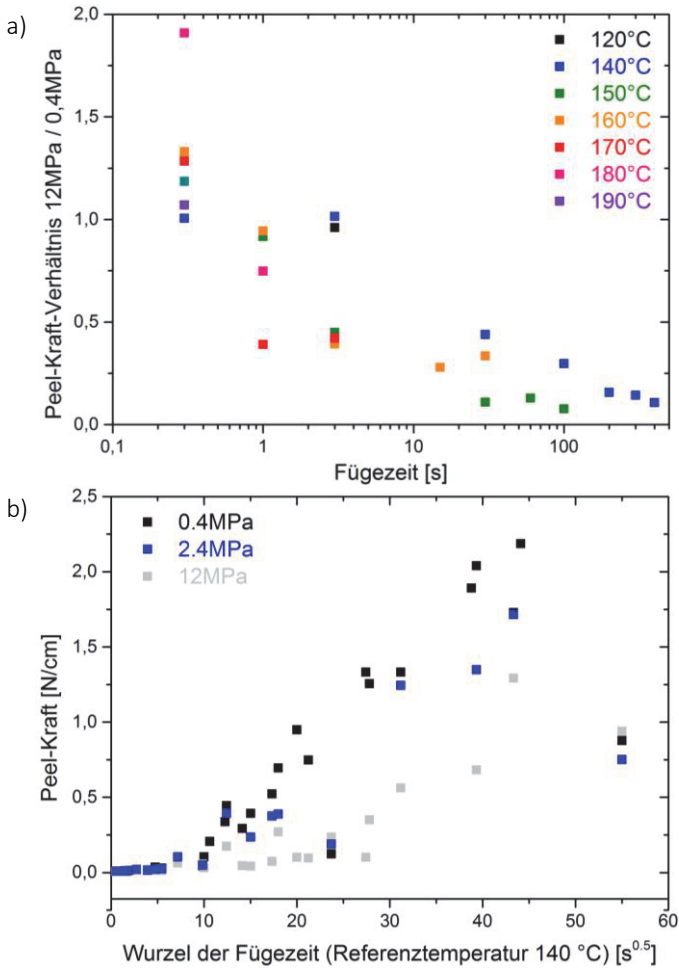 a)
Peel-Kraft-Verhältnis 12MPa / 0,4MPa
2,0
1,5
1,0
0,5
0,0
120°C
140°C
150°C
160°C
170°C
180°C
190°C
0,1
1
10
100
Fügezeit [s]
b)
Peel-Kraft [N/cm]
2,5
2,0
1,5
1,0
0,5
0,0
0.4MPa
2.4MPa
12MPa
0
10
20
30
40
50
60
Wurzel der Fügezeit (Referenztemperatur 140 °C) [s^0.5]